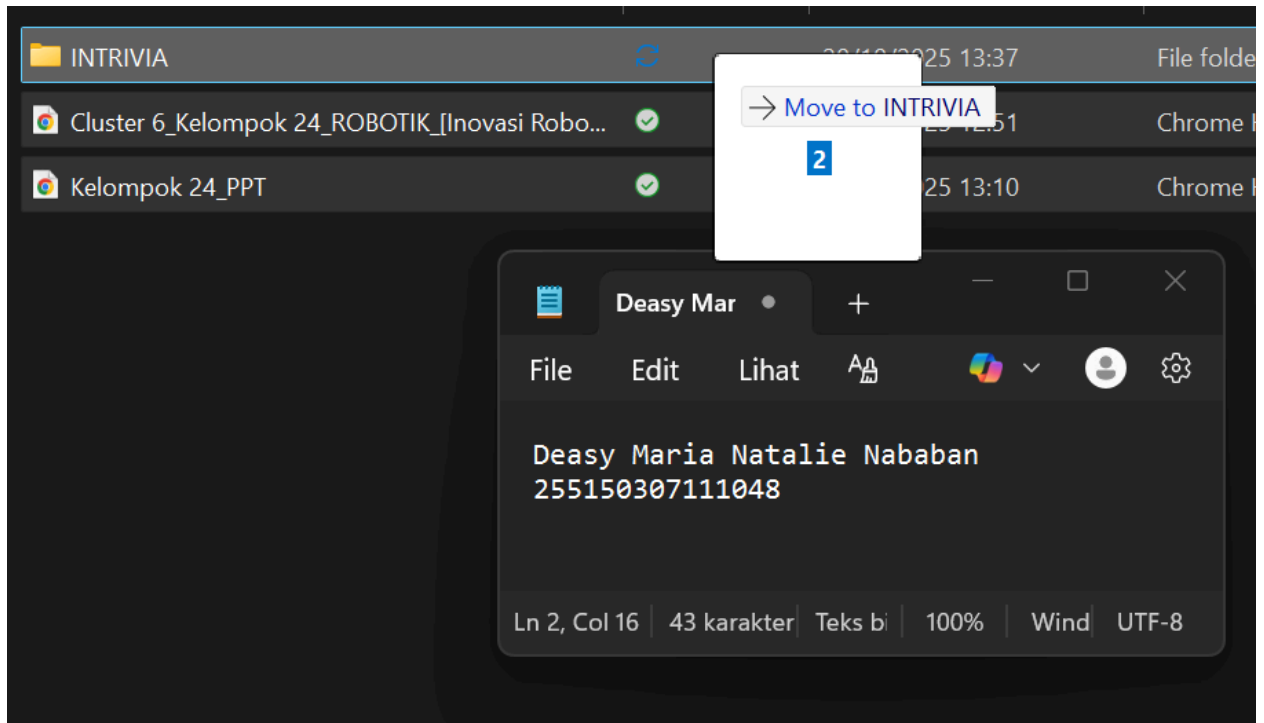 INTRIVIA
25 13:37
File folde
Cluster 6_Kelompok 24_ROBOTIK_[Inovasi Robo...
→ Move to INTRIVIA
Chrome
2
Kelompok 24_PPT
25 13:10
Chrome
Deasy Mar
File Edit Lihat
Deasy Maria Natalie Nababan
255150307111048
Ln 2, Col 16 43 karakter Teks bi 100% Wind UTF-8